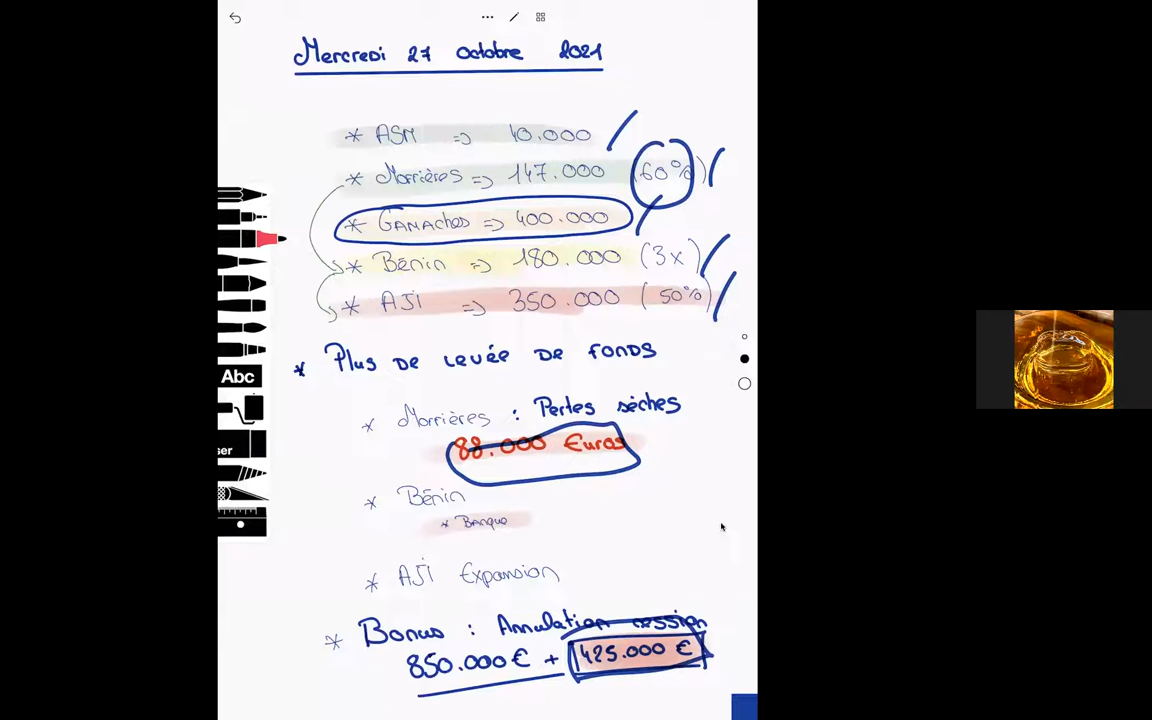 Mercredi 27 Octobre 2021
* ASM => 10.000
* Morrières => 147.000 (60%)
* GANACHES => 400.000
* Bénin => 180.000 (3x)
* AJI => 350.000 (50%)
* Plus de levée de fonds
* Morrières : Pertes sèches
88.000 Euros
* Bénin
* Banque
* AJI Expansion
* Bonus : Annulation cession
850.000 € + 425.000 €
Abc
ser